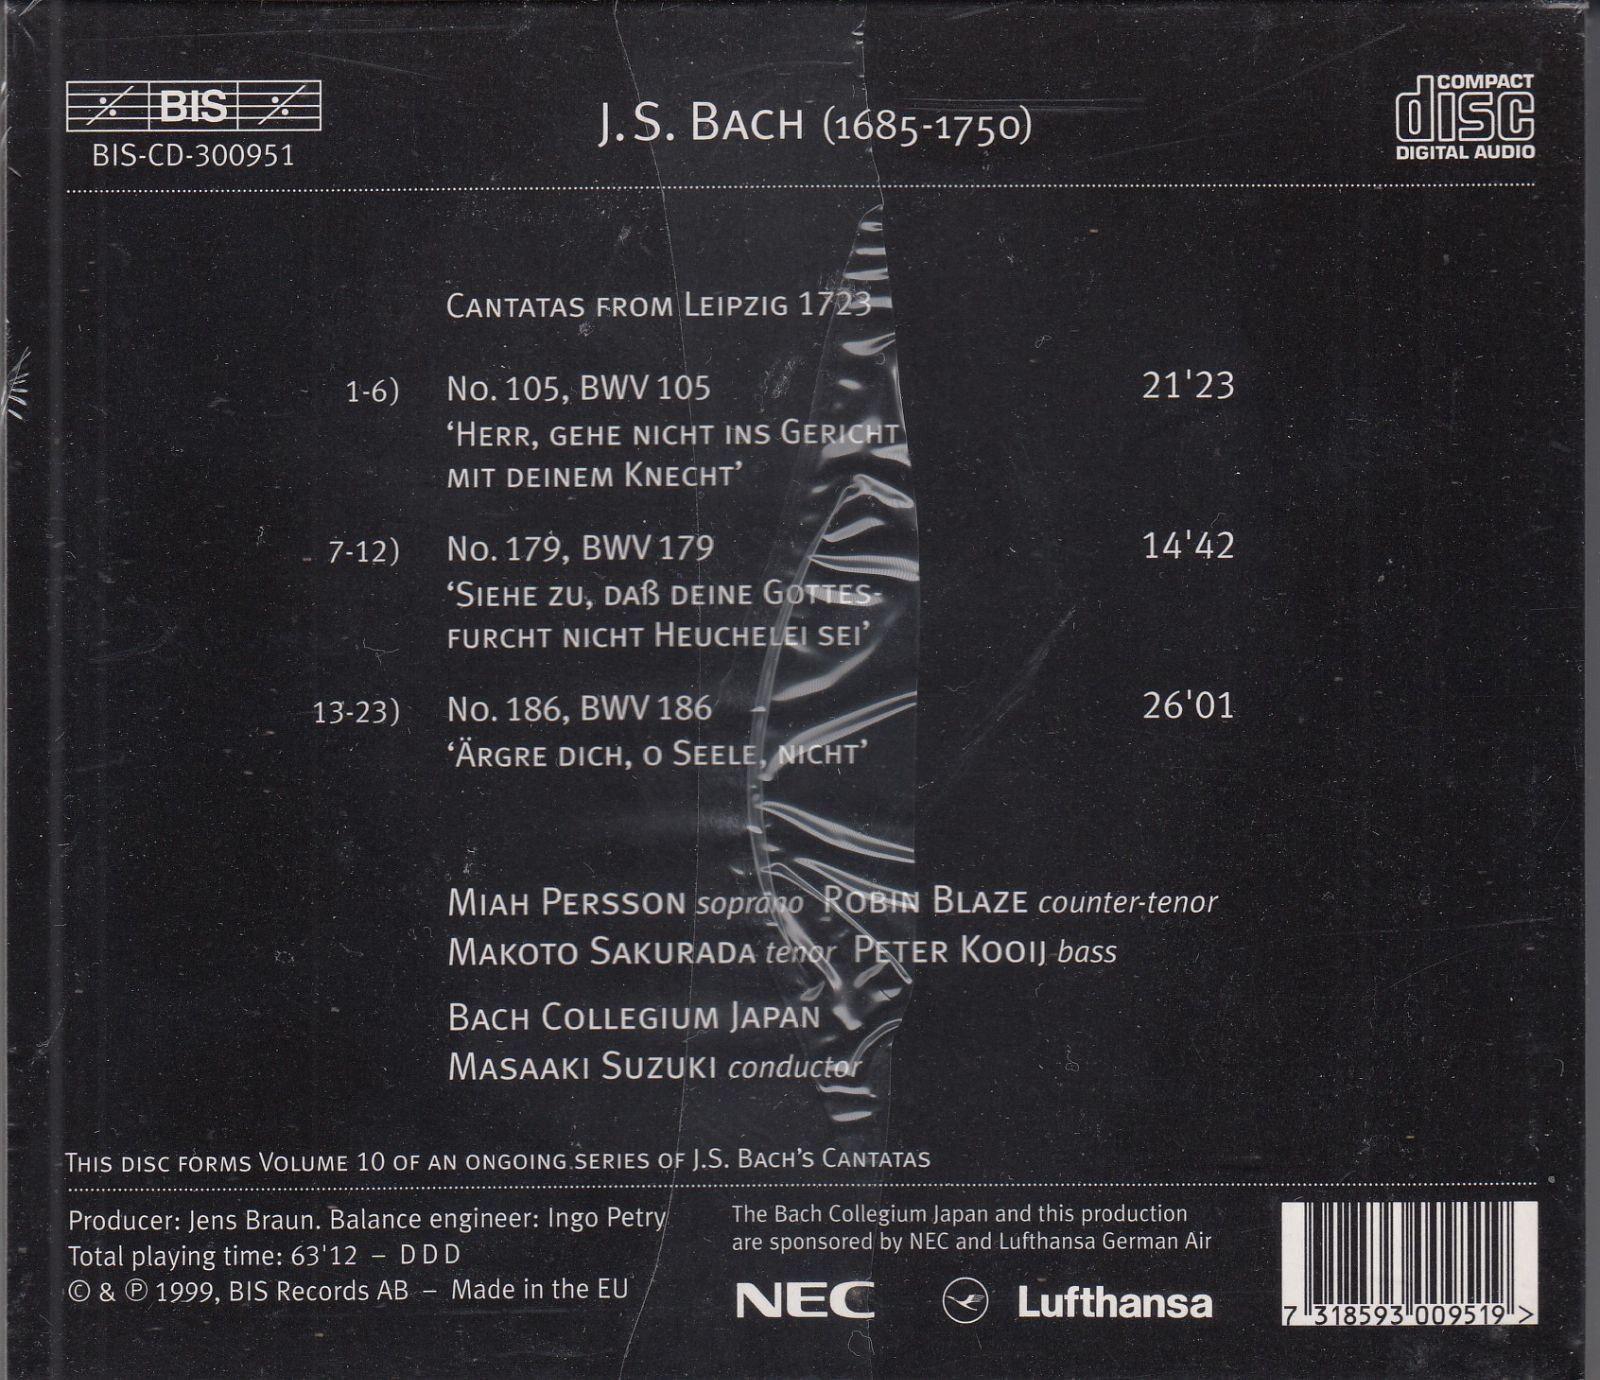 BIS
BIS-CD-300951
J.S. BACH (1685-1750)
COMPACT
disc
DIGITAL AUDIO
CANTATAS FROM LEIPZIG 1723
1-6) NO. 105, BWV 105 21'23
‘HERR, GEHE NICHT INS GERICHT
MIT DEINEM KNECHT’
7-12) NO. 179, BWV 179 14'42
‘SIEHE ZU, DAß DEINE GOTTES-
FURCHT NICHT HEUCHELEI SEI’
13-23) NO. 186, BWV 186 26'01
‘ÄRGRE DICH, O SEELE, NICHT’
MIAH PERSSON soprano ROBIN BLAZE counter-tenor
MAKOTO SAKURADA tenor PETER KOOIJ bass
BACH COLLEGIUM JAPAN
MASAAKI SUZUKI conductor
THIS DISC FORMS VOLUME 10 OF AN ONGOING SERIES OF J.S. BACH’S CANTATAS
Producer: Jens Braun. Balance engineer: Ingo Petry
Total playing time: 63'12 – D D D
© & ℗ 1999, BIS Records AB – Made in the EU
The Bach Collegium Japan and this production
are sponsored by NEC and Lufthansa German Air
NEC Lufthansa
7 318593 009519 >